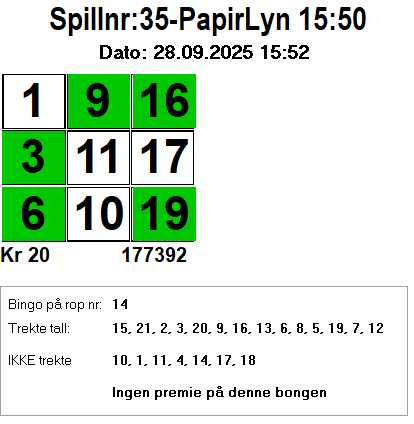 Spillnr:35-PapirLyn 15:50
Dato: 28.09.2025 15:52
1 9 16
3 11 17
6 10 19
Kr 20 177392
Bingo på rop nr: 14
Trekte tall: 15, 21, 2, 3, 20, 9, 16, 13, 6, 8, 5, 19, 7, 12
IKKE trekte 10, 1, 11, 4, 14, 17, 18
Ingen premie på denne bongen